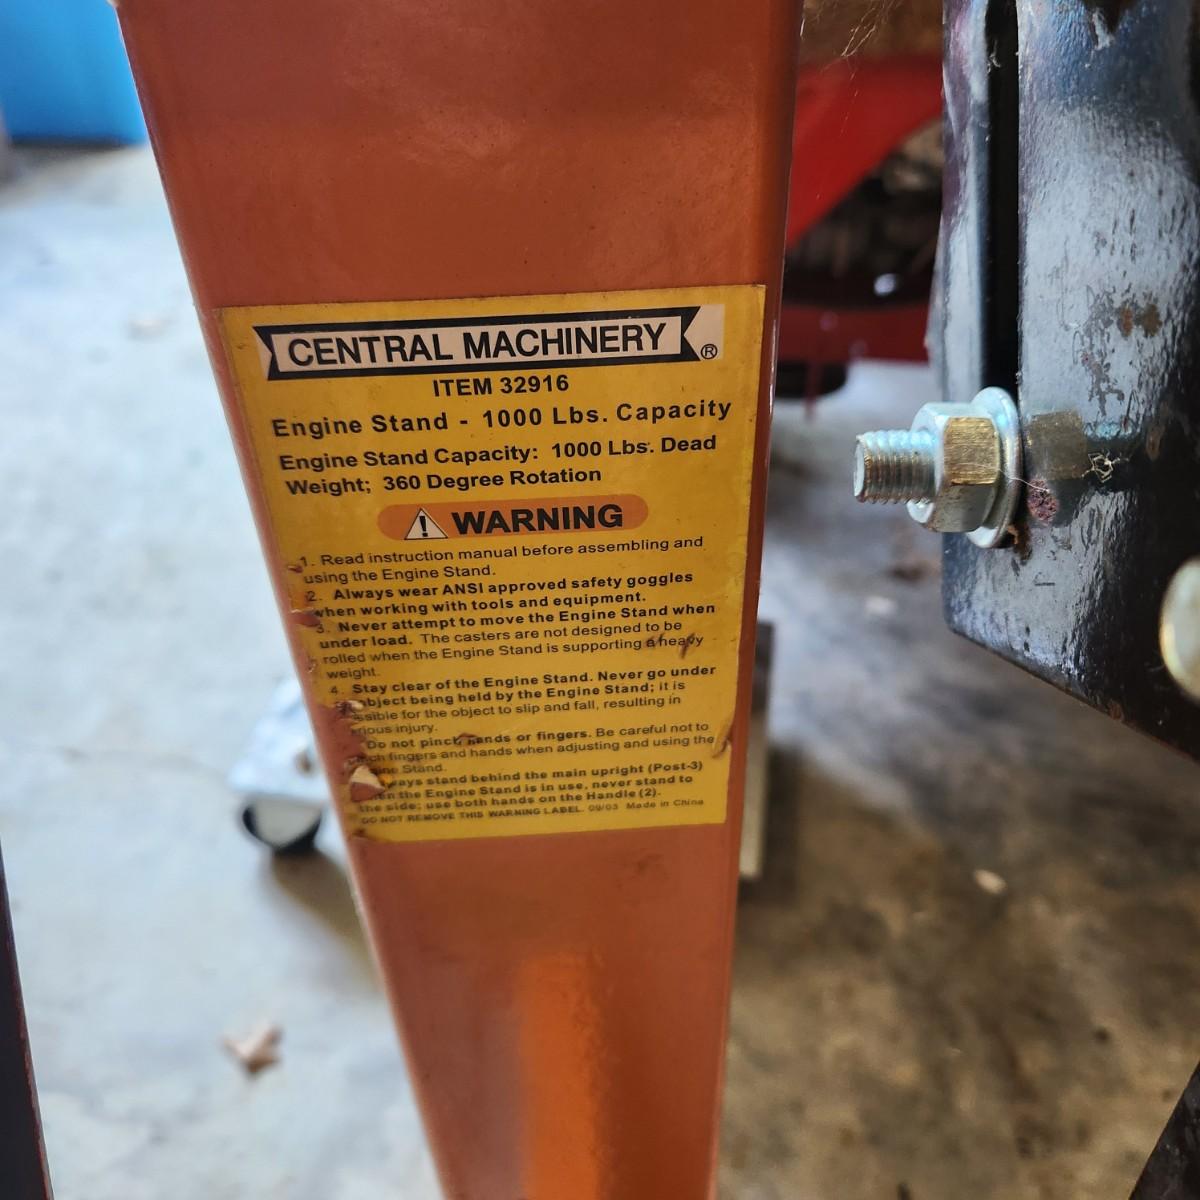 CENTRAL MACHINERY ®
ITEM 32916
Engine Stand - 1000 Lbs. Capacity
Engine Stand Capacity: 1000 Lbs. Dead
Weight; 360 Degree Rotation
WARNING
1. Read instruction manual before assembling and
using the Engine Stand.
2. Always wear ANSI approved safety goggles
when working with tools and equipment.
3. Never attempt to move the Engine Stand when
under load. The casters are not designed to be
rolled when the Engine Stand is supporting a heavy
weight.
4. Stay clear of the Engine Stand. Never go under
object being held by the Engine Stand; it is
ssible for the object to slip and fall, resulting in
rious injury.
Do not pinch hands or fingers. Be careful not to
ch fingers and hands when adjusting and using the
ine Stand.
ways stand behind the main upright (Post-3)
en the Engine Stand is in use, never stand to
the side; use both hands on the Handle (2).
DO NOT REMOVE THIS WARNING LABEL. 09/03 Made in China